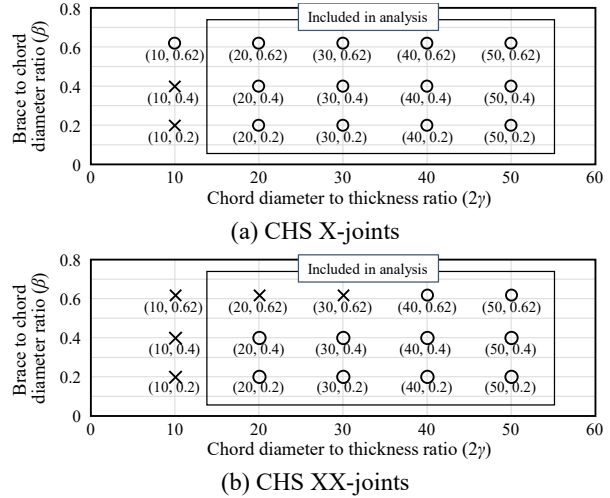 Brace to chord
diameter ratio (β)
0.8
0.6
0.4
0.2
0
Included in analysis
(10, 0.62) (20, 0.62) (30, 0.62) (40, 0.62) (50, 0.62)
(10, 0.4) (20, 0.4) (30, 0.4) (40, 0.4) (50, 0.4)
(10, 0.2) (20, 0.2) (30, 0.2) (40, 0.2) (50, 0.2)
0 10 20 30 40 50 60
Chord diameter to thickness ratio (2γ)
(a) CHS X-joints
Brace to chord
diameter ratio (β)
0.8
0.6
0.4
0.2
0
Included in analysis
(10, 0.62) (20, 0.62) (30, 0.62) (40, 0.62) (50, 0.62)
(10, 0.4) (20, 0.4) (30, 0.4) (40, 0.4) (50, 0.4)
(10, 0.2) (20, 0.2) (30, 0.2) (40, 0.2) (50, 0.2)
0 10 20 30 40 50 60
Chord diameter to thickness ratio (2γ)
(b) CHS XX-joints